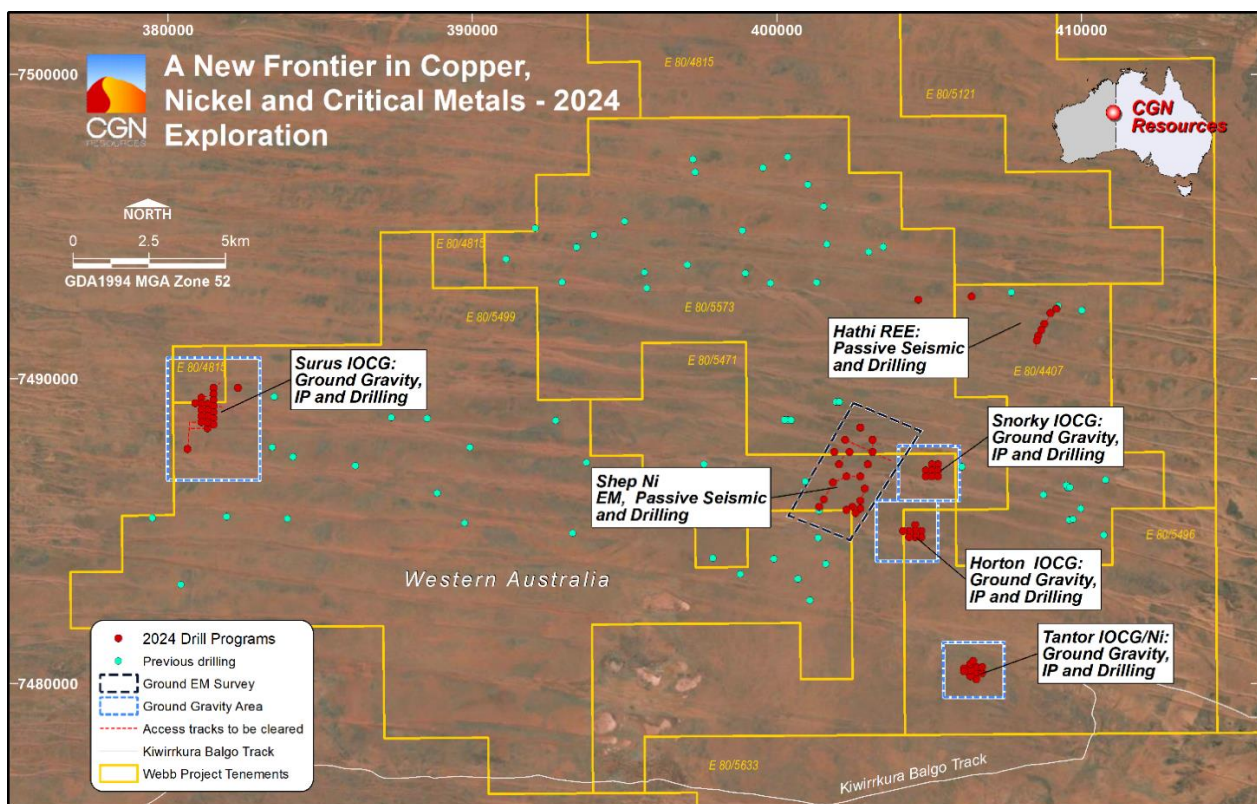 380000
390000
400000
410000
7500000
7490000
7480000
CGN
RESOURCES
A New Frontier in Copper,
Nickel and Critical Metals - 2024
Exploration
NORTH
0 2.5 5km
GDA1994 MGA Zone 52
CGN
Resources
E 80/4815
E 80/5121
E 80/4815
E 80/5573
E 80/5499
E 80/5471
E 80/4407
E 80/4815
E 80/5496
E 80/5633
Surus IOCG:
Ground Gravity,
IP and Drilling
Hathi REE:
Passive Seismic
and Drilling
Snorky IOCG:
Ground Gravity,
IP and Drilling
Shep Ni
EM, Passive Seismic
and Drilling
Horton IOCG:
Ground Gravity,
IP and Drilling
Tantor IOCG/Ni:
Ground Gravity,
IP and Drilling
Western Australia
Kiwirrkura Balgo Track
2024 Drill Programs
Previous drilling
Ground EM Survey
Ground Gravity Area
Access tracks to be cleared
Kiwirrkura Balgo Track
Webb Project Tenements